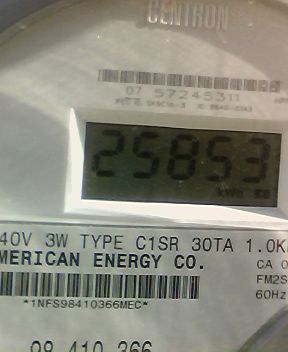 CENTRON
07 57245311
25853
kWh
40V 3W TYPE C1SR 30TA 1.0K
MERICAN ENERGY CO.
CA 0
FM2S
*1NFS98410366MEC*
60Hz
98 410 366